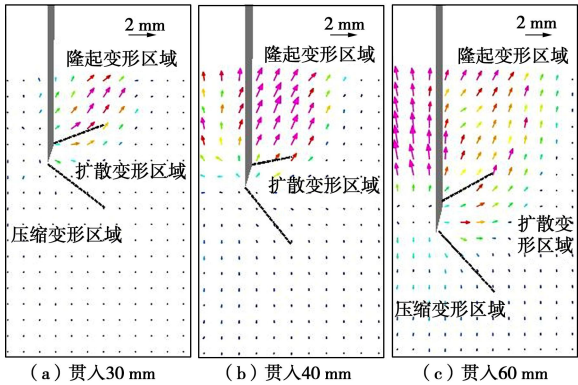 2 mm
隆起变形区域
扩散变形区域
压缩变形区域
(a)贯入30 mm
2 mm
隆起变形区域
扩散变形区域
(b)贯入40 mm
2 mm
隆起变形区域
扩散变
形区域
压缩变形区域
(c)贯入60 mm